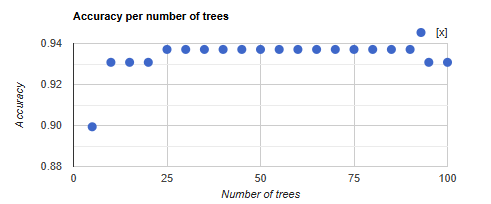 Accuracy per number of trees
[x]
0.94
0.92
0.90
0.88
Accuracy
0 25 50 75 100
Number of trees